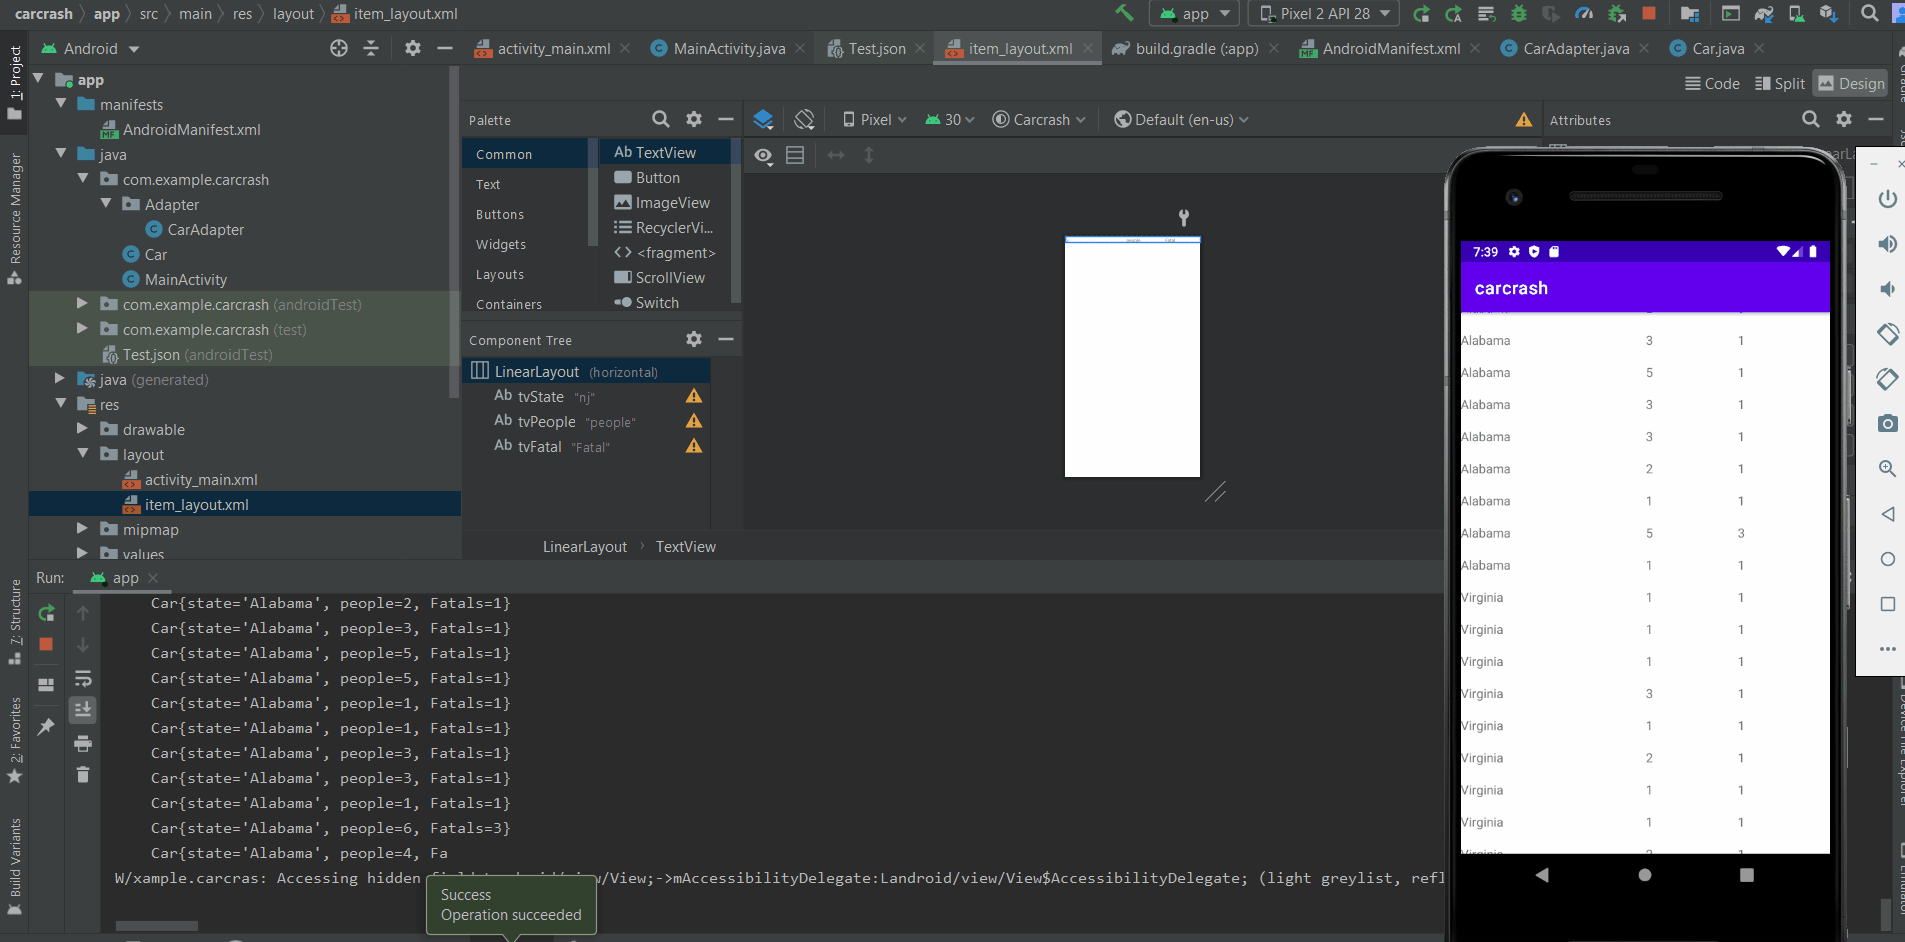 carcrash app src main res layout item_layout.xml app Pixel 2 API 28
Android activity_main.xml MainActivity.java Test.json item_layout.xml build.gradle (:app) AndroidManifest.xml CarAdapter.java Car.java
Code Split Design
1: Project
Resource Manager
7: Structure
2: Favorites
Build Variants
app
manifests
AndroidManifest.xml
java
com.example.carcrash
Adapter
CarAdapter
Car
MainActivity
com.example.carcrash (androidTest)
com.example.carcrash (test)
Test.json (androidTest)
java (generated)
res
drawable
layout
activity_main.xml
item_layout.xml
mipmap
values
Palette
Common
Text
Buttons
Widgets
Layouts
Containers
Ab TextView
Button
ImageView
RecyclerVi...
<fragment>
ScrollView
Switch
Component Tree
LinearLayout (horizontal)
Ab tvState "nj"
Ab tvPeople "people"
Ab tvFatal "Fatal"
Pixel 30 Carcrash Default (en-us)
people Fatal
LinearLayout TextView
Attributes
7:39
carcrash
Alabama 3 1
Alabama 5 1
Alabama 3 1
Alabama 3 1
Alabama 2 1
Alabama 1 1
Alabama 5 3
Alabama 1 1
Virginia 1 1
Virginia 1 1
Virginia 1 1
Virginia 3 1
Virginia 1 1
Virginia 2 1
Virginia 1 1
Virginia 1 1
Run: app
Car{state='Alabama', people=2, Fatals=1}
Car{state='Alabama', people=3, Fatals=1}
Car{state='Alabama', people=5, Fatals=1}
Car{state='Alabama', people=5, Fatals=1}
Car{state='Alabama', people=1, Fatals=1}
Car{state='Alabama', people=1, Fatals=1}
Car{state='Alabama', people=3, Fatals=1}
Car{state='Alabama', people=3, Fatals=1}
Car{state='Alabama', people=1, Fatals=1}
Car{state='Alabama', people=6, Fatals=3}
Car{state='Alabama', people=4, Fa
W/xample.carcras: Accessing hidden /View;->mAccessibilityDelegate:Landroid/view/View$AccessibilityDelegate; (light greylist, refl
Success
Operation succeeded